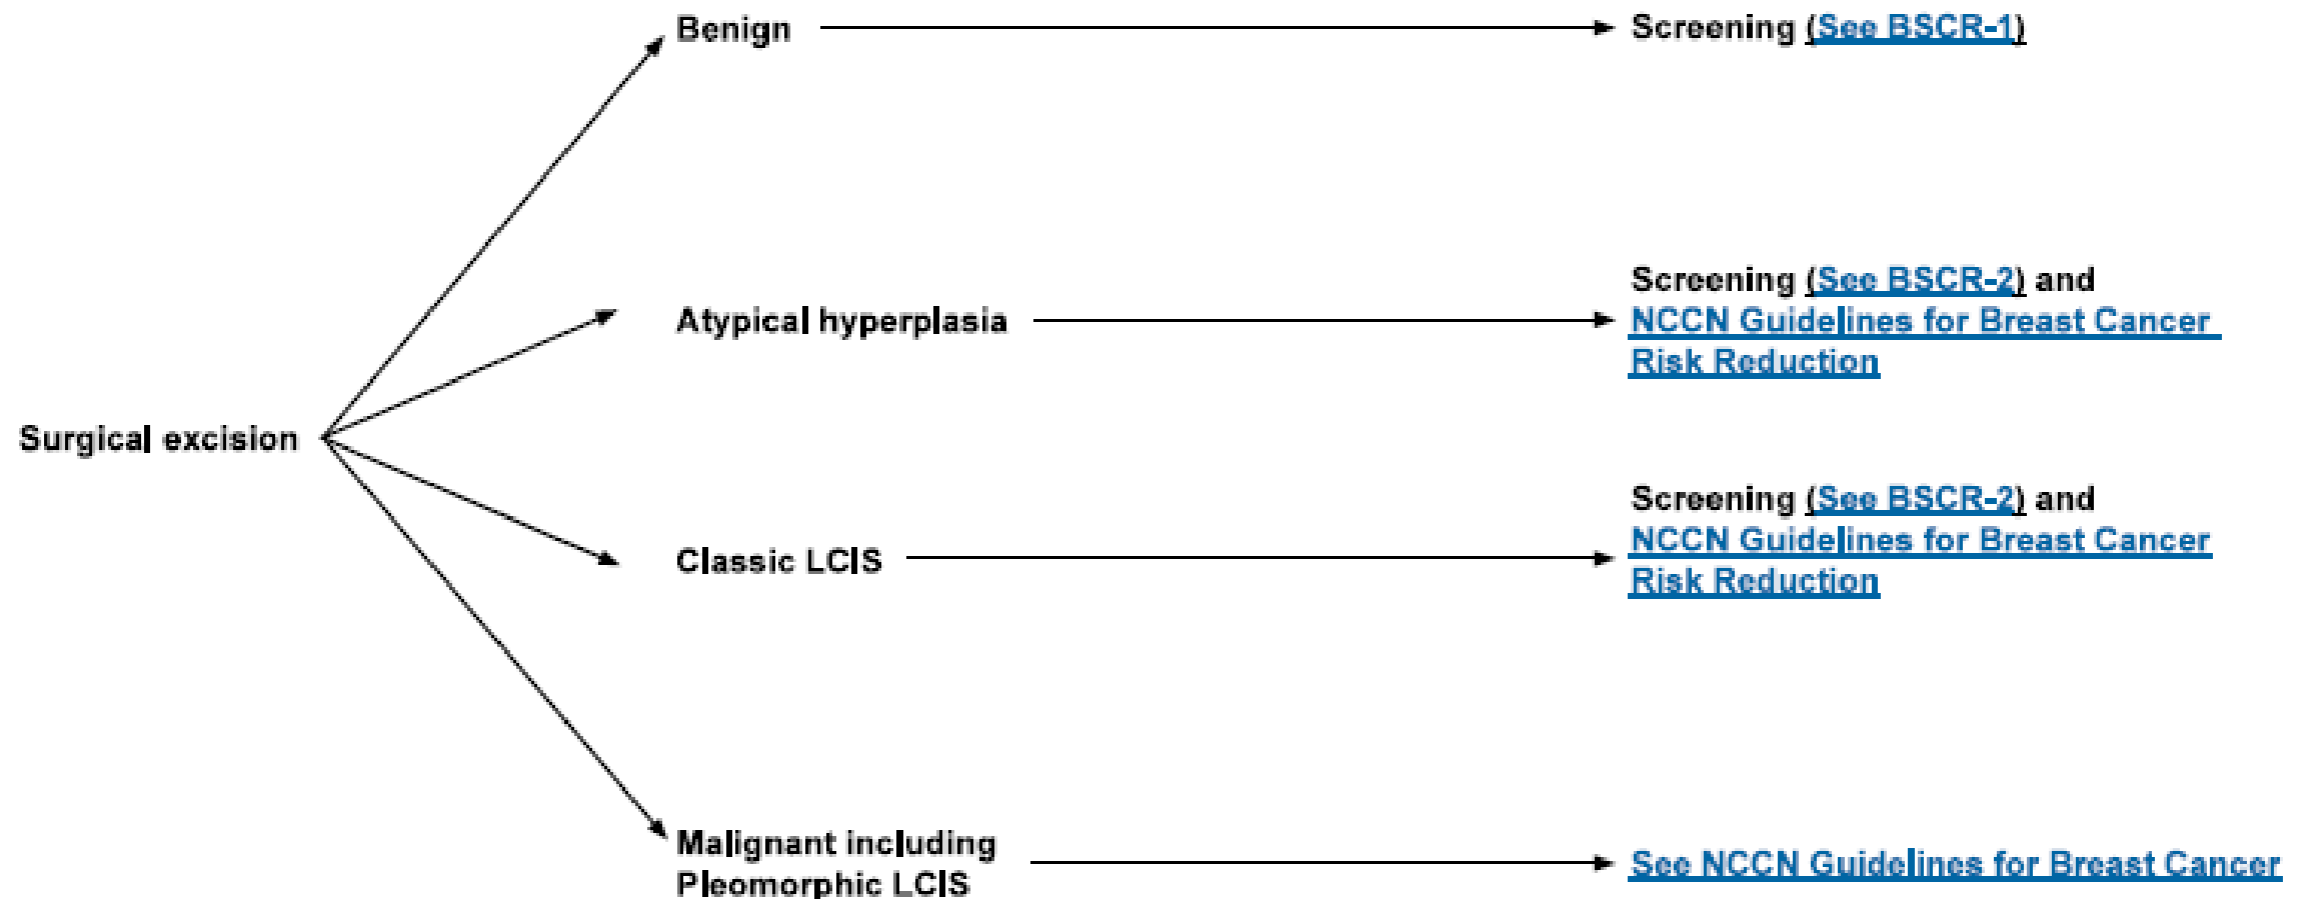 Benign
Screening (See BSCR-1)
Atypical hyperplasia
Screening (See BSCR-2) and
NCCN Guidelines for Breast Cancer
Risk Reduction
Surgical excision
Classic LCIS
Screening (See BSCR-2) and
NCCN Guidelines for Breast Cancer
Risk Reduction
Malignant including
Pleomorphic LCIS
See NCCN Guidelines for Breast Cancer